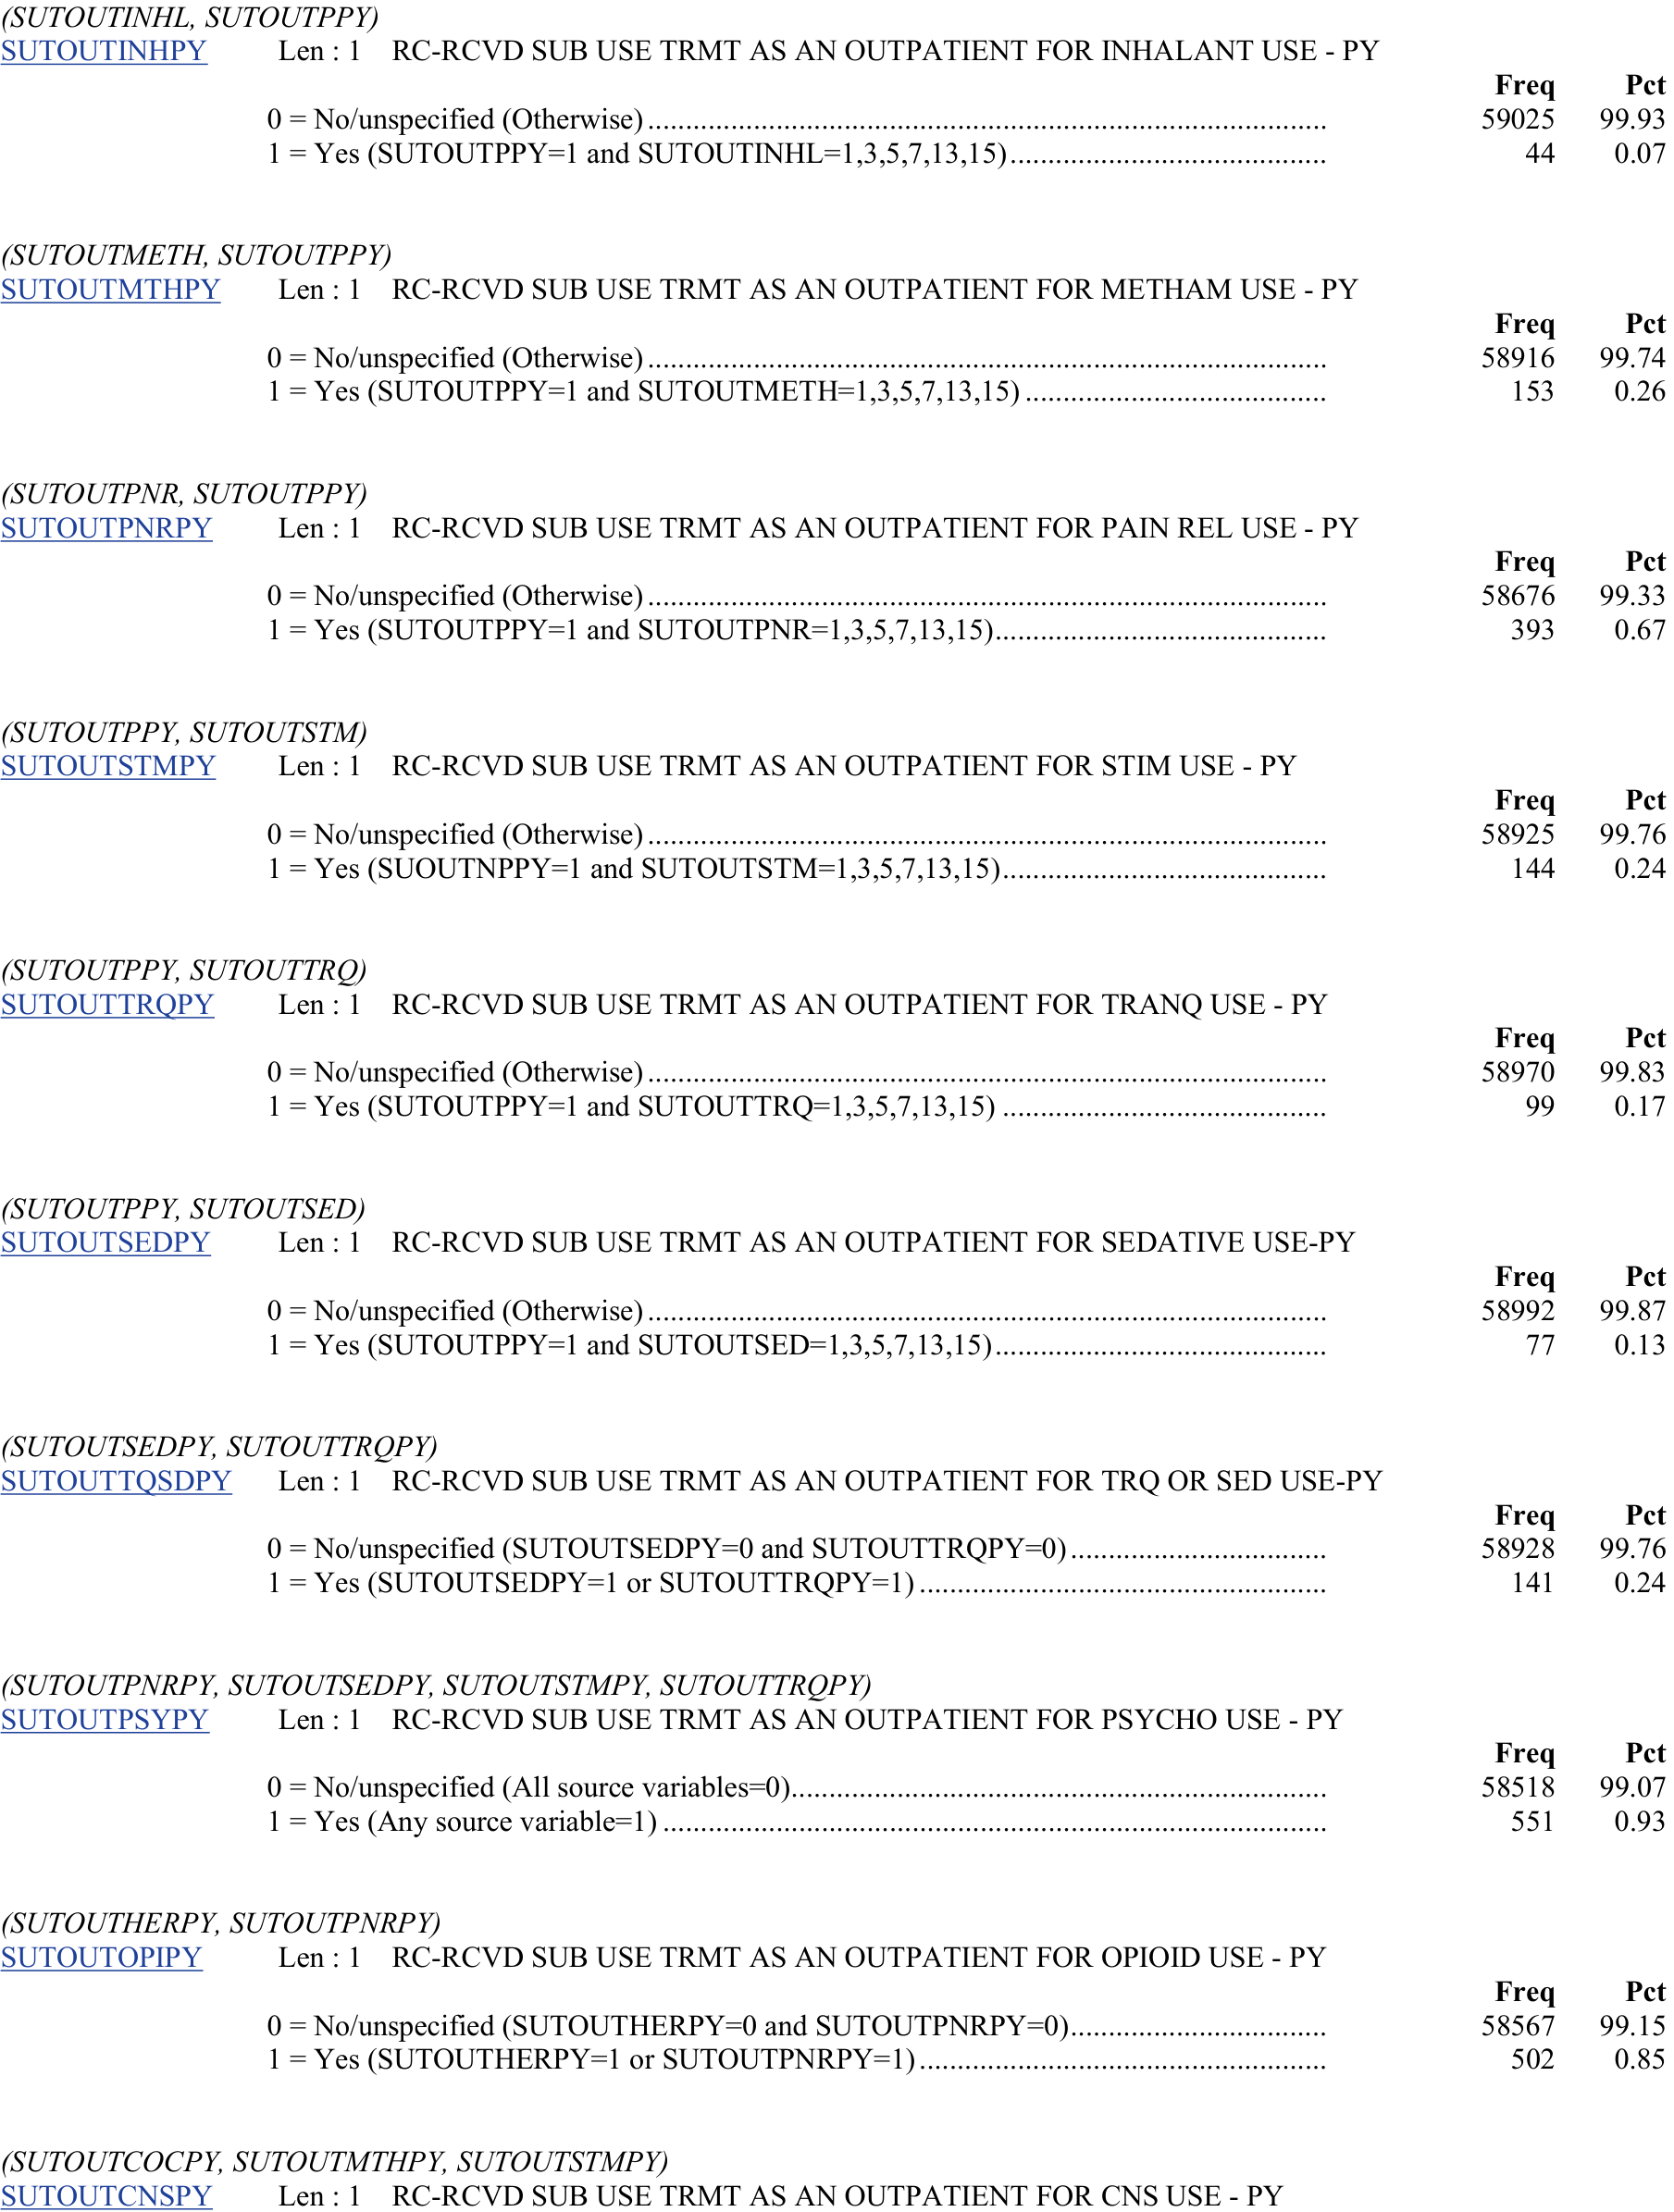 (SUTOUTINHL, SUTOUTPPY)
SUTOUTINHPY Len : 1 RC-RCVD SUB USE TRMT AS AN OUTPATIENT FOR INHALANT USE - PY
Freq Pct
0 = No/unspecified (Otherwise)........................................................................................... 59025 99.93
1 = Yes (SUTOUTPPY=1 and SUTOUTINHL=1,3,5,7,13,15).......................................... 44 0.07
(SUTOUTMETH, SUTOUTPPY)
SUTOUTMTHPY Len : 1 RC-RCVD SUB USE TRMT AS AN OUTPATIENT FOR METHAM USE - PY
Freq Pct
0 = No/unspecified (Otherwise)........................................................................................... 58916 99.74
1 = Yes (SUTOUTPPY=1 and SUTOUTMETH=1,3,5,7,13,15)........................................ 153 0.26
(SUTOUTPNR, SUTOUTPPY)
SUTOUTPNRPY Len : 1 RC-RCVD SUB USE TRMT AS AN OUTPATIENT FOR PAIN REL USE - PY
Freq Pct
0 = No/unspecified (Otherwise)........................................................................................... 58676 99.33
1 = Yes (SUTOUTPPY=1 and SUTOUTPNR=1,3,5,7,13,15)............................................ 393 0.67
(SUTOUTPPY, SUTOUTSTM)
SUTOUTSTMPY Len : 1 RC-RCVD SUB USE TRMT AS AN OUTPATIENT FOR STIM USE - PY
Freq Pct
0 = No/unspecified (Otherwise)........................................................................................... 58925 99.76
1 = Yes (SUOUTNPPY=1 and SUTOUTSTM=1,3,5,7,13,15)........................................... 144 0.24
(SUTOUTPPY, SUTOUTTRQ)
SUTOUTTRQPY Len : 1 RC-RCVD SUB USE TRMT AS AN OUTPATIENT FOR TRANQ USE - PY
Freq Pct
0 = No/unspecified (Otherwise)........................................................................................... 58970 99.83
1 = Yes (SUTOUTPPY=1 and SUTOUTTRQ=1,3,5,7,13,15) ........................................... 99 0.17
(SUTOUTPPY, SUTOUTSED)
SUTOUTSEDPY Len : 1 RC-RCVD SUB USE TRMT AS AN OUTPATIENT FOR SEDATIVE USE-PY
Freq Pct
0 = No/unspecified (Otherwise)........................................................................................... 58992 99.87
1 = Yes (SUTOUTPPY=1 and SUTOUTSED=1,3,5,7,13,15)............................................ 77 0.13
(SUTOUTSEDPY, SUTOUTTRQPY)
SUTOUTTQSDPY Len : 1 RC-RCVD SUB USE TRMT AS AN OUTPATIENT FOR TRQ OR SED USE-PY
Freq Pct
0 = No/unspecified (SUTOUTSEDPY=0 and SUTOUTTRQPY=0).................................. 58928 99.76
1 = Yes (SUTOUTSEDPY=1 or SUTOUTTRQPY=1)...................................................... 141 0.24
(SUTOUTPNRPY, SUTOUTSEDPY, SUTOUTSTMPY, SUTOUTTRQPY)
SUTOUTPSYPY Len : 1 RC-RCVD SUB USE TRMT AS AN OUTPATIENT FOR PSYCHO USE - PY
Freq Pct
0 = No/unspecified (All source variables=0)....................................................................... 58518 99.07
1 = Yes (Any source variable=1)......................................................................................... 551 0.93
(SUTOUTHERPY, SUTOUTPNRPY)
SUTOUTOPIPY Len : 1 RC-RCVD SUB USE TRMT AS AN OUTPATIENT FOR OPIOID USE - PY
Freq Pct
0 = No/unspecified (SUTOUTHERPY=0 and SUTOUTPNRPY=0).................................. 58567 99.15
1 = Yes (SUTOUTHERPY=1 or SUTOUTPNRPY=1)...................................................... 502 0.85
(SUTOUTCOCPY, SUTOUTMTHPY, SUTOUTSTMPY)
SUTOUTCNSPY Len : 1 RC-RCVD SUB USE TRMT AS AN OUTPATIENT FOR CNS USE - PY